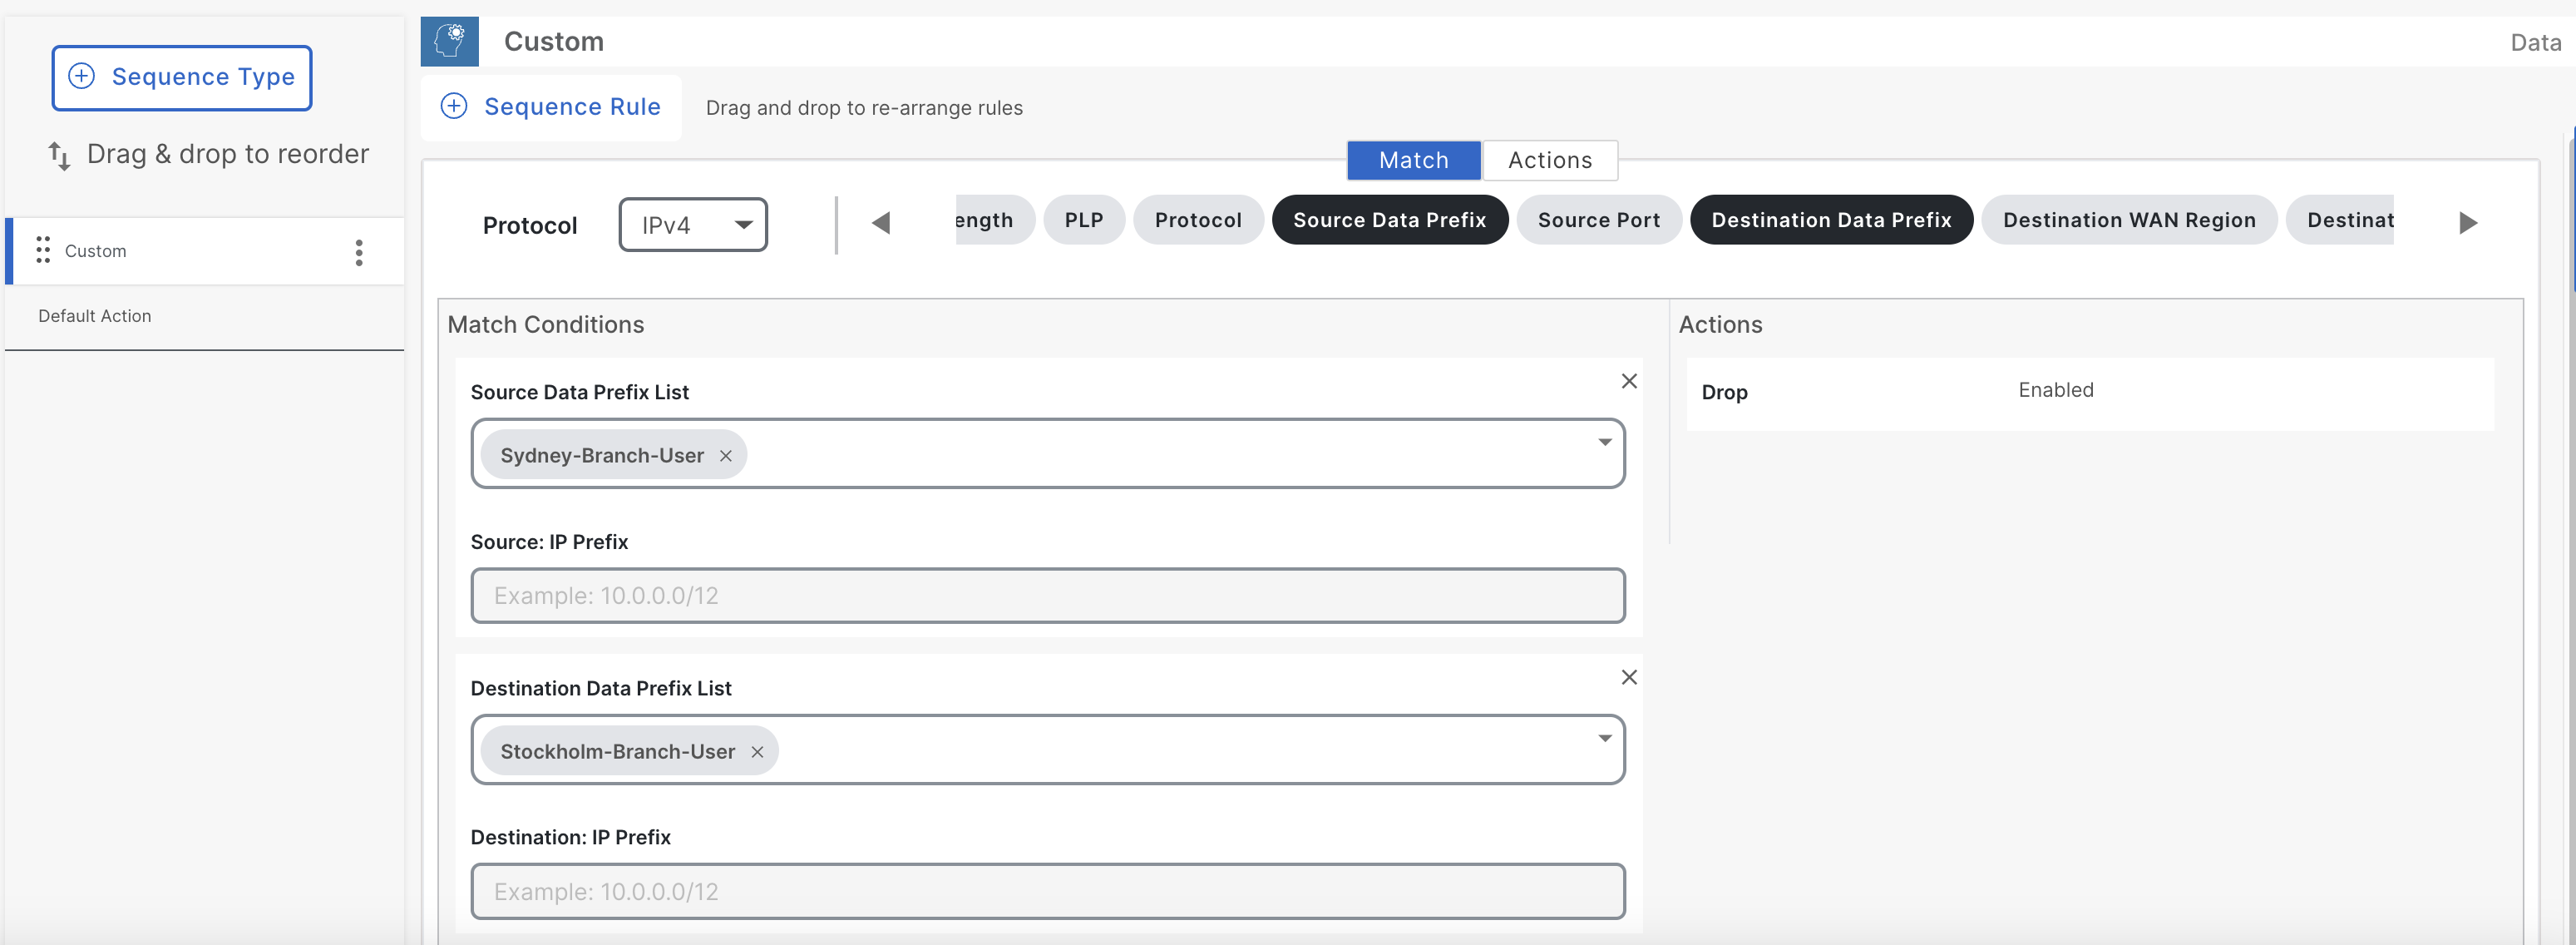 Sequence Type
Drag & drop to reorder
Custom
Default Action
Custom
Data
Sequence Rule
Drag and drop to re-arrange rules
Match
Actions
Protocol
IPv4
ength
PLP
Protocol
Source Data Prefix
Source Port
Destination Data Prefix
Destination WAN Region
Destinat
Match Conditions
Source Data Prefix List
Sydney-Branch-User
Source: IP Prefix
Example: 10.0.0.0/12
Destination Data Prefix List
Stockholm-Branch-User
Destination: IP Prefix
Example: 10.0.0.0/12
Actions
Drop
Enabled